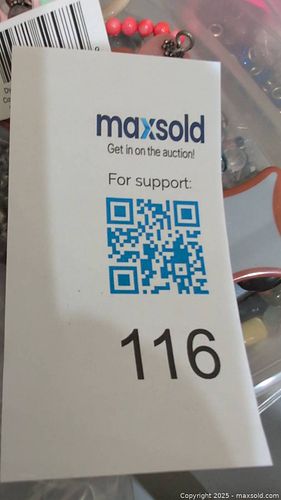 maxsold
Get in on the auction!
For support:
116
Copyright 2025 - maxsold.com